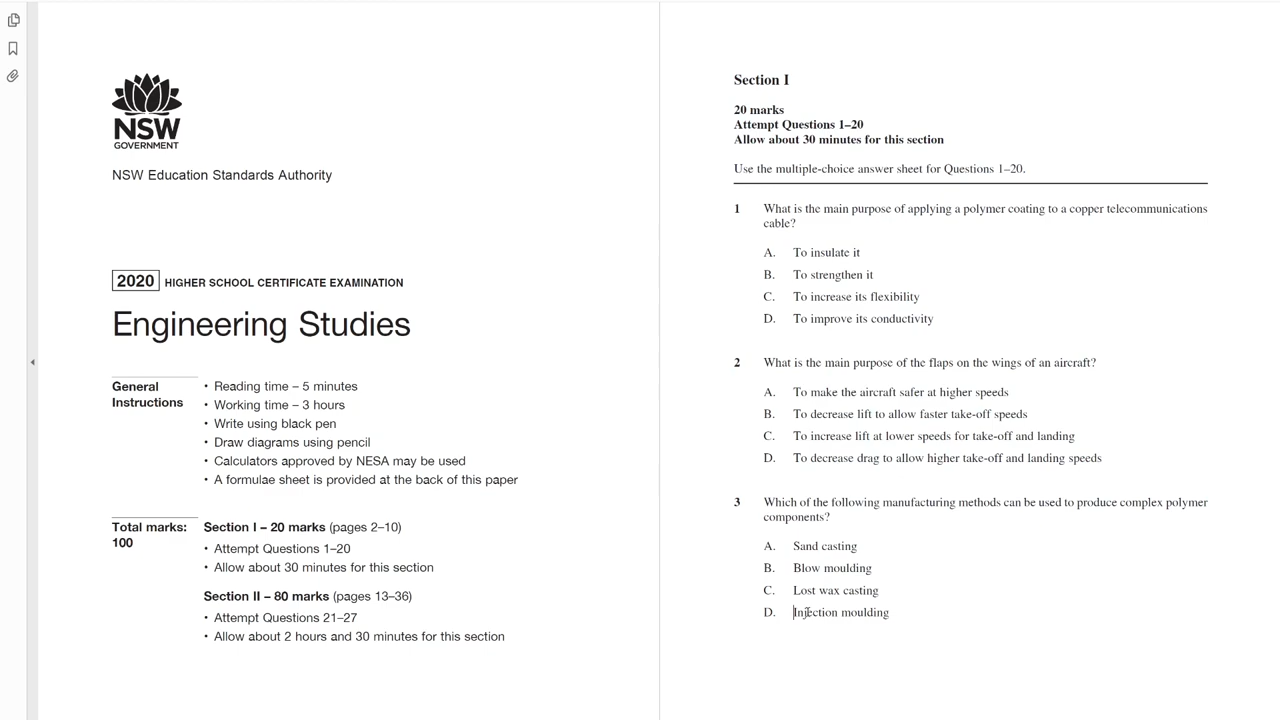 NSW
GOVERNMENT
NSW Education Standards Authority
2020 HIGHER SCHOOL CERTIFICATE EXAMINATION
Engineering Studies
General
Instructions
• Reading time – 5 minutes
• Working time – 3 hours
• Write using black pen
• Draw diagrams using pencil
• Calculators approved by NESA may be used
• A formulae sheet is provided at the back of this paper
Total marks:
100
Section I – 20 marks (pages 2–10)
• Attempt Questions 1–20
• Allow about 30 minutes for this section
Section II – 80 marks (pages 13–36)
• Attempt Questions 21–27
• Allow about 2 hours and 30 minutes for this section
Section I
20 marks
Attempt Questions 1–20
Allow about 30 minutes for this section
Use the multiple-choice answer sheet for Questions 1–20.
1 What is the main purpose of applying a polymer coating to a copper telecommunications
cable?
A. To insulate it
B. To strengthen it
C. To increase its flexibility
D. To improve its conductivity
2 What is the main purpose of the flaps on the wings of an aircraft?
A. To make the aircraft safer at higher speeds
B. To decrease lift to allow faster take-off speeds
C. To increase lift at lower speeds for take-off and landing
D. To decrease drag to allow higher take-off and landing speeds
3 Which of the following manufacturing methods can be used to produce complex polymer
components?
A. Sand casting
B. Blow moulding
C. Lost wax casting
D. Injection moulding